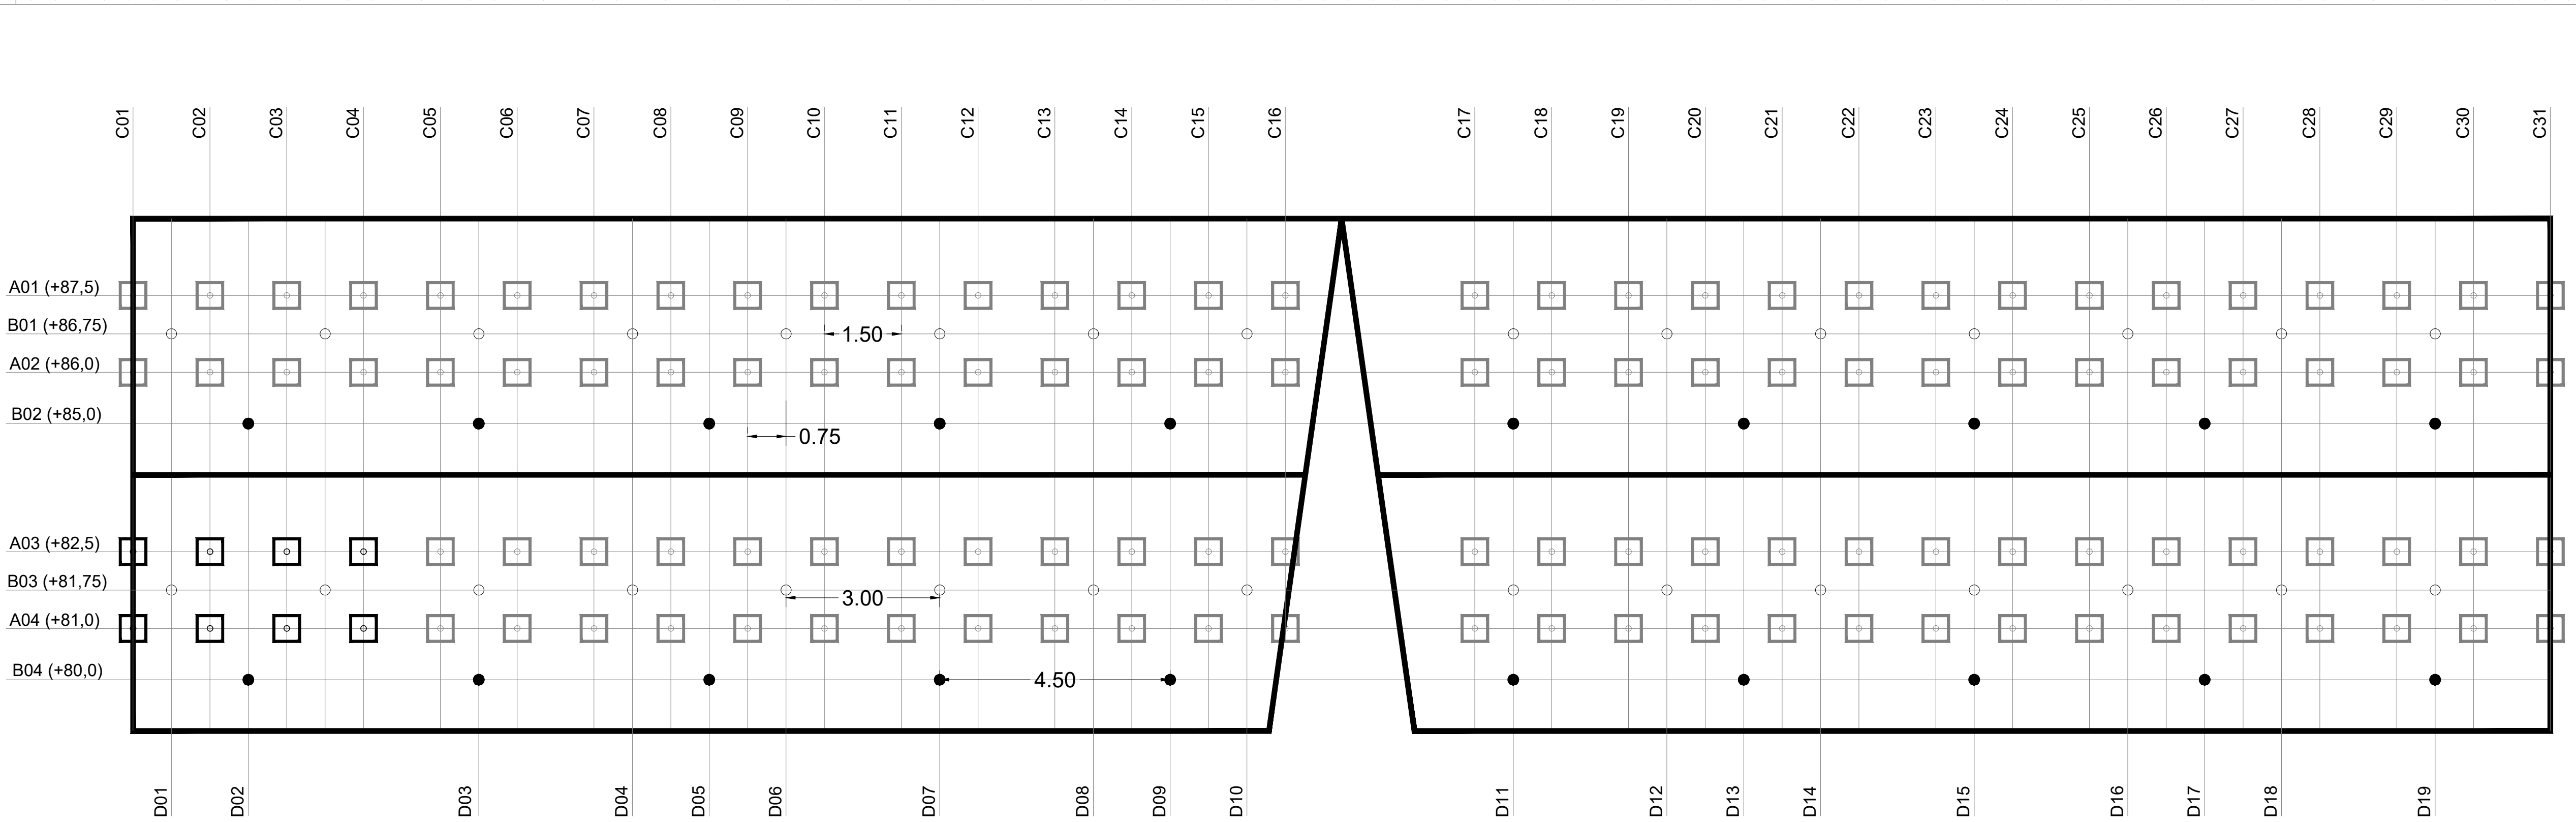 C01
C02
C03
C04
C05
C06
C07
C08
C09
C10
C11
C12
C13
C14
C15
C16
C17
C18
C19
C20
C21
C22
C23
C24
C25
C26
C27
C28
C29
C30
C31
A01 (+87,5)
B01 (+86,75)
1.50
A02 (+86,0)
B02 (+85,0)
0.75
A03 (+82,5)
B03 (+81,75)
3.00
A04 (+81,0)
B04 (+80,0)
4.50
D01
D02
D03
D04
D05
D06
D07
D08
D09
D10
D11
D12
D13
D14
D15
D16
D17
D18
D19